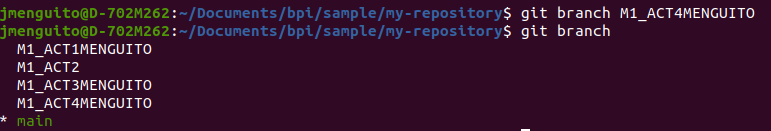 jmenguito@D-702M262:~/Documents/bpi/sample/my-repository$ git branch M1_ACT4MENGUITO
jmenguito@D-702M262:~/Documents/bpi/sample/my-repository$ git branch
  M1_ACT1MENGUITO
  M1_ACT2
  M1_ACT3MENGUITO
  M1_ACT4MENGUITO
* main